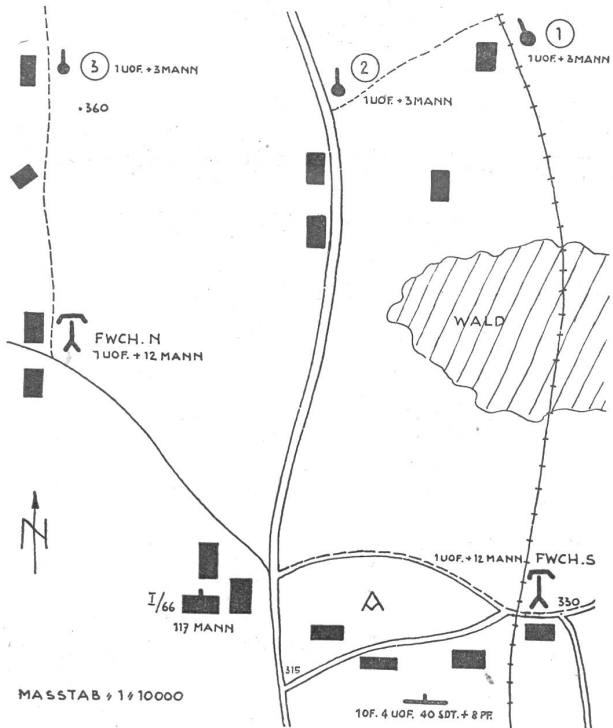 1
1 UOF. + 3 MANN
2
1 UOF. + 3 MANN
3
1 UOF. + 3 MANN
•360
WALD
FWCH. N
1 UOF. + 12 MANN
N
1 UOF. + 12 MANN
FWCH. S
330
I/66
117 MANN
315
MASSTAB 1:10000
1 OF. 4 UOF. 40 SDT. + 8 PF.